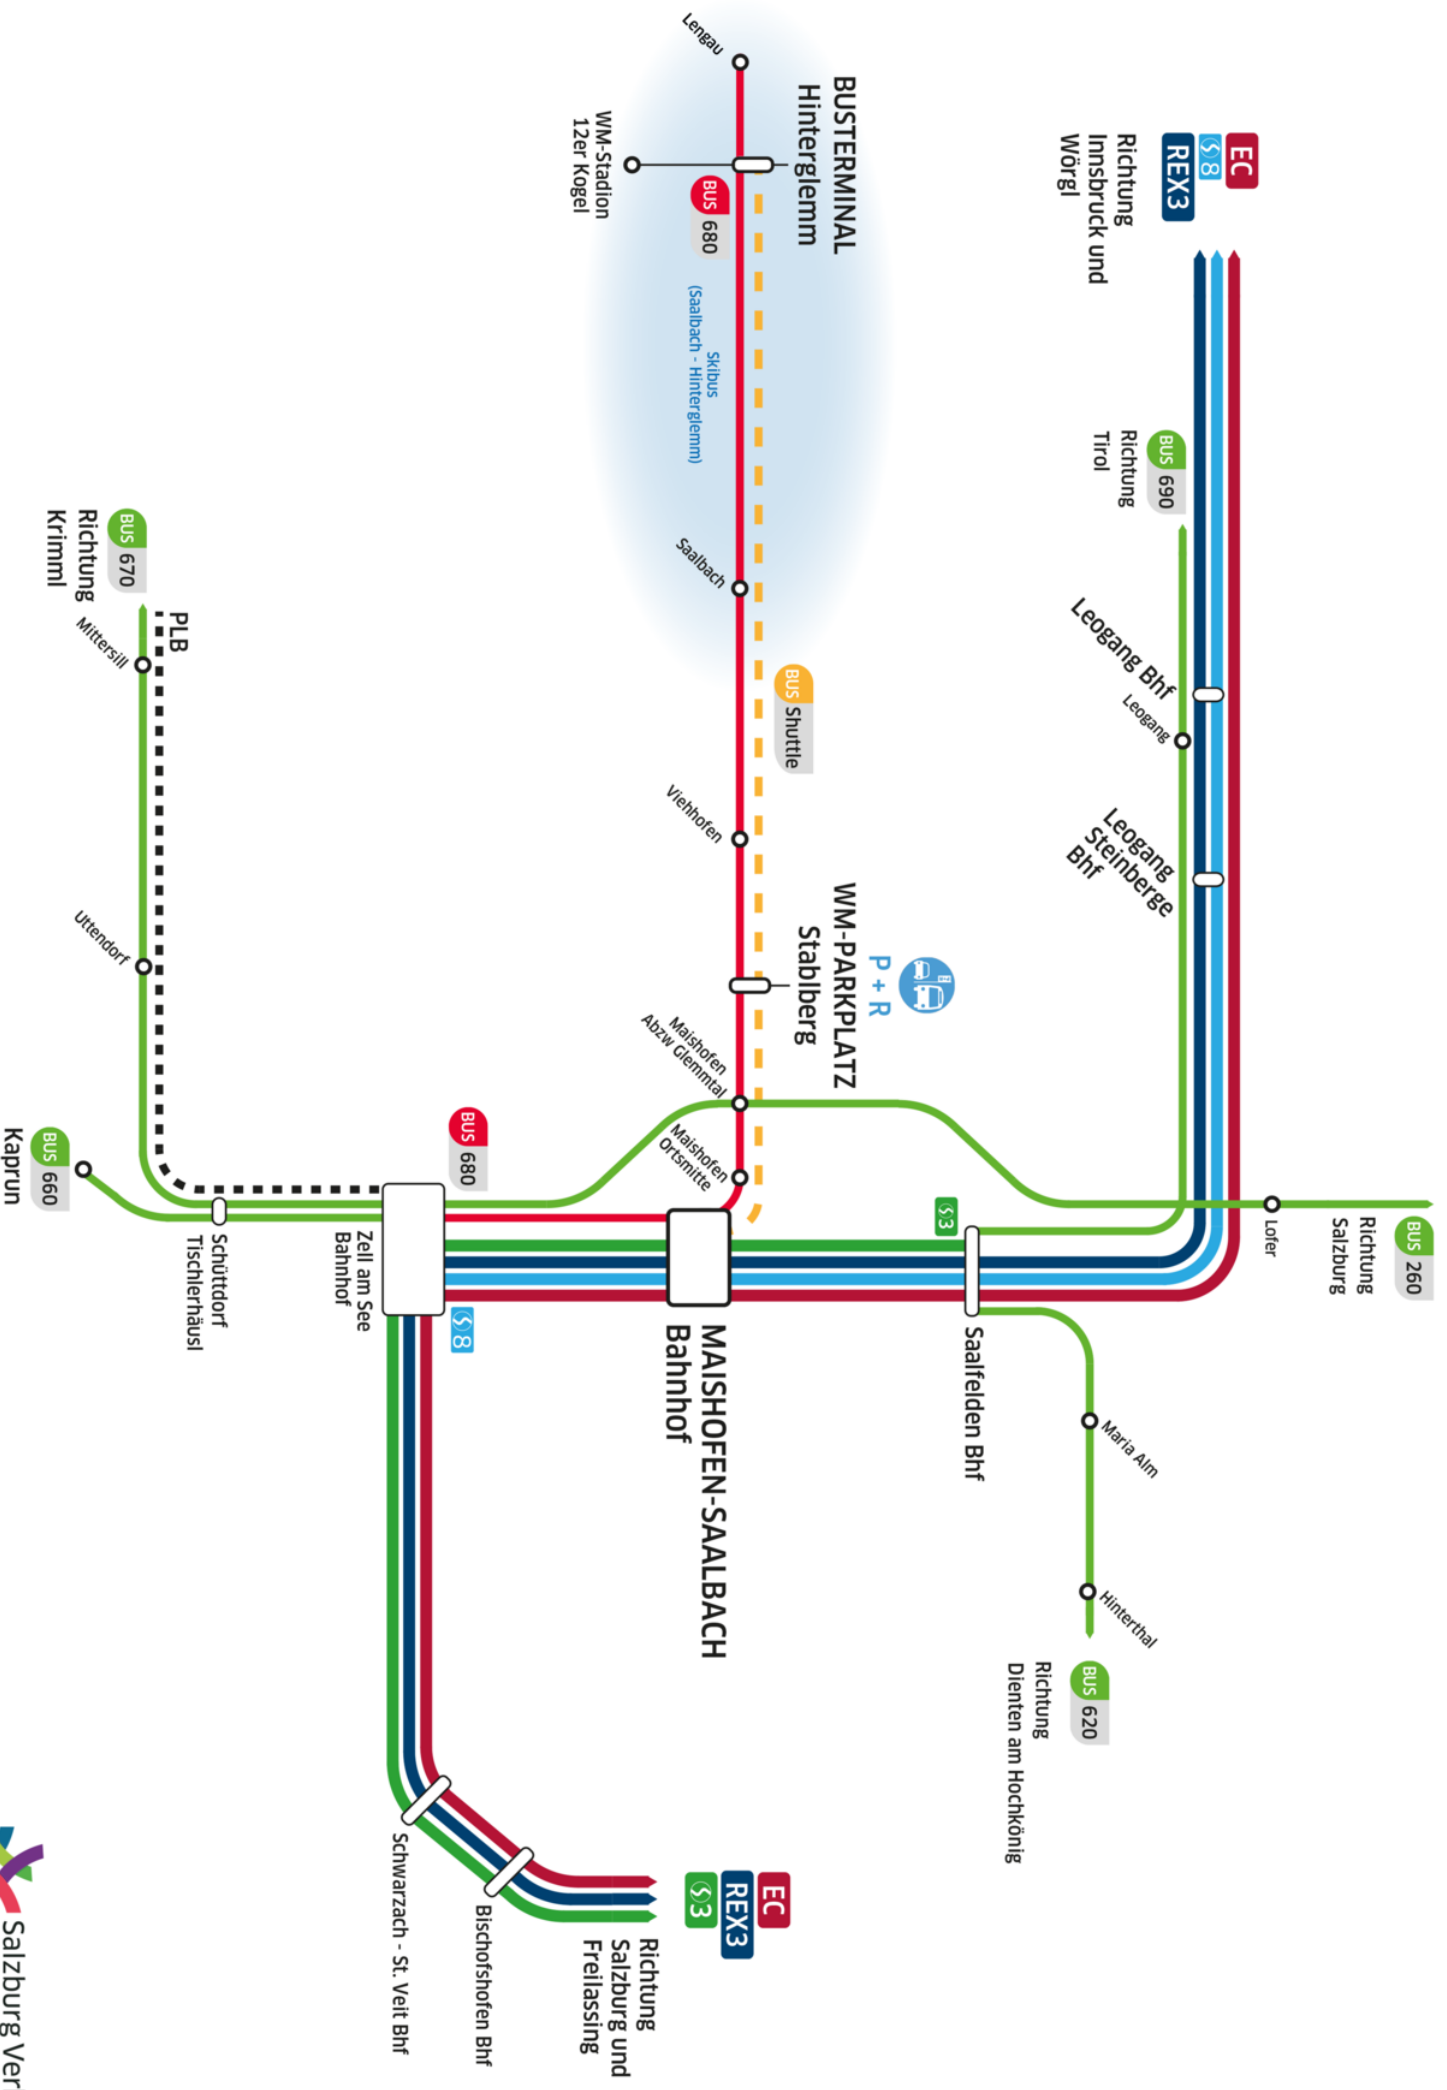 EC
S8
REX3
Richtung
Innsbruck und
Wörgl
BUS 690
Richtung
Tirol
Leogang Bhf
Leogang
Leogang
Steinberge
Bhf
BUS 260
Richtung
Salzburg
Lofer
BUS 620
Richtung
Dienten am Hochkönig
Maria Alm
Hinterthal
S3
Saalfelden Bhf
BUSTERMINAL
Hinterglemm
Lengau
WM-Stadion
12er Kogel
BUS 680
Skibus
(Saalbach - Hinterglemm)
Saalbach
BUS Shuttle
Viehhofen
P + R
WM-PARKPLATZ
Stablberg
Maishofen
Abzw Glemmtal
Maishofen
Ortsmitte
MAISHOFEN-SAALBACH
Bahnhof
EC
REX3
S3
Richtung
Salzburg und
Freilassing
BUS 680
S8
Zell am See
Bahnhof
Bischofshofen Bhf
Schwarzach - St. Veit Bhf
Schüttdorf
Tischlerhäusl
PLB
BUS 670
Richtung
Krimml
Mittersill
Uttendorf
BUS 660
Kaprun
Salzburg Ver